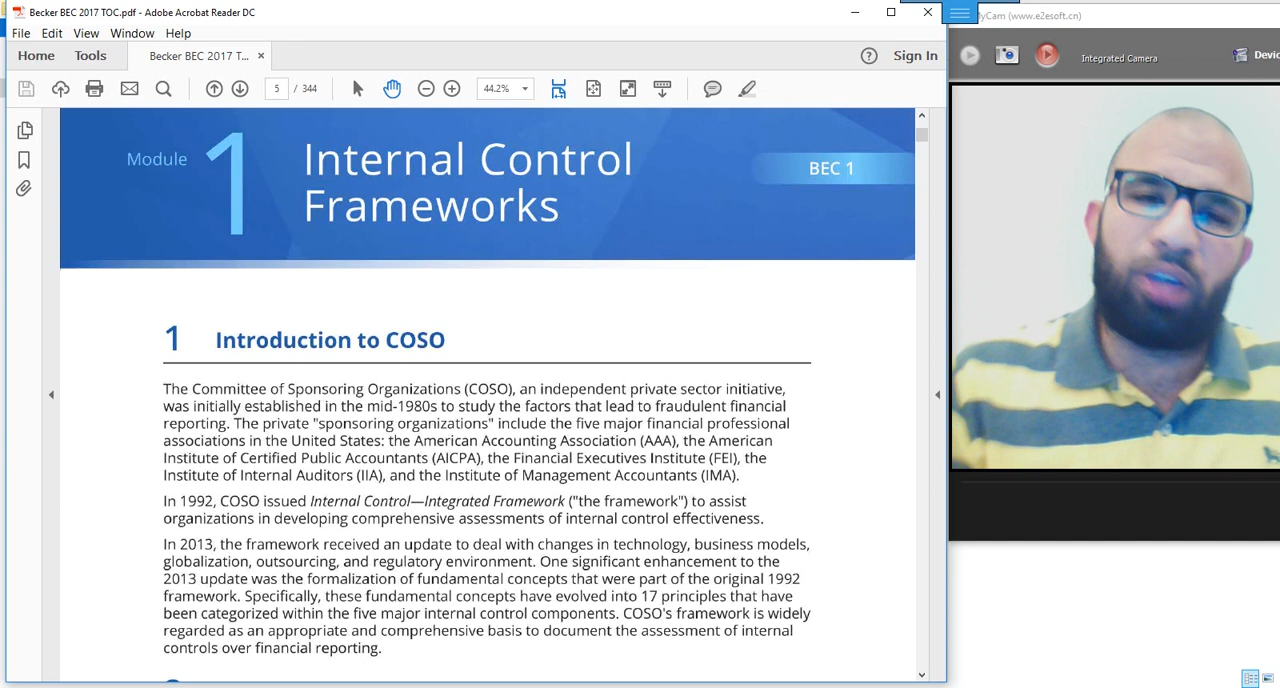 Becker BEC 2017 TOC.pdf - Adobe Acrobat Reader DC
File Edit View Window Help
Home Tools Becker BEC 2017 T... ×
Sign In
5 / 344
44.2%
Module 1
Internal Control
Frameworks
BEC 1
1 Introduction to COSO
The Committee of Sponsoring Organizations (COSO), an independent private sector initiative,
was initially established in the mid-1980s to study the factors that lead to fraudulent financial
reporting. The private "sponsoring organizations" include the five major financial professional
associations in the United States: the American Accounting Association (AAA), the American
Institute of Certified Public Accountants (AICPA), the Financial Executives Institute (FEI), the
Institute of Internal Auditors (IIA), and the Institute of Management Accountants (IMA).
In 1992, COSO issued Internal Control—Integrated Framework ("the framework") to assist
organizations in developing comprehensive assessments of internal control effectiveness.
In 2013, the framework received an update to deal with changes in technology, business models,
globalization, outsourcing, and regulatory environment. One significant enhancement to the
2013 update was the formalization of fundamental concepts that were part of the original 1992
framework. Specifically, these fundamental concepts have evolved into 17 principles that have
been categorized within the five major internal control components. COSO's framework is widely
regarded as an appropriate and comprehensive basis to document the assessment of internal
controls over financial reporting.
yCam (www.e2esoft.cn)
Integrated Camera
Devic